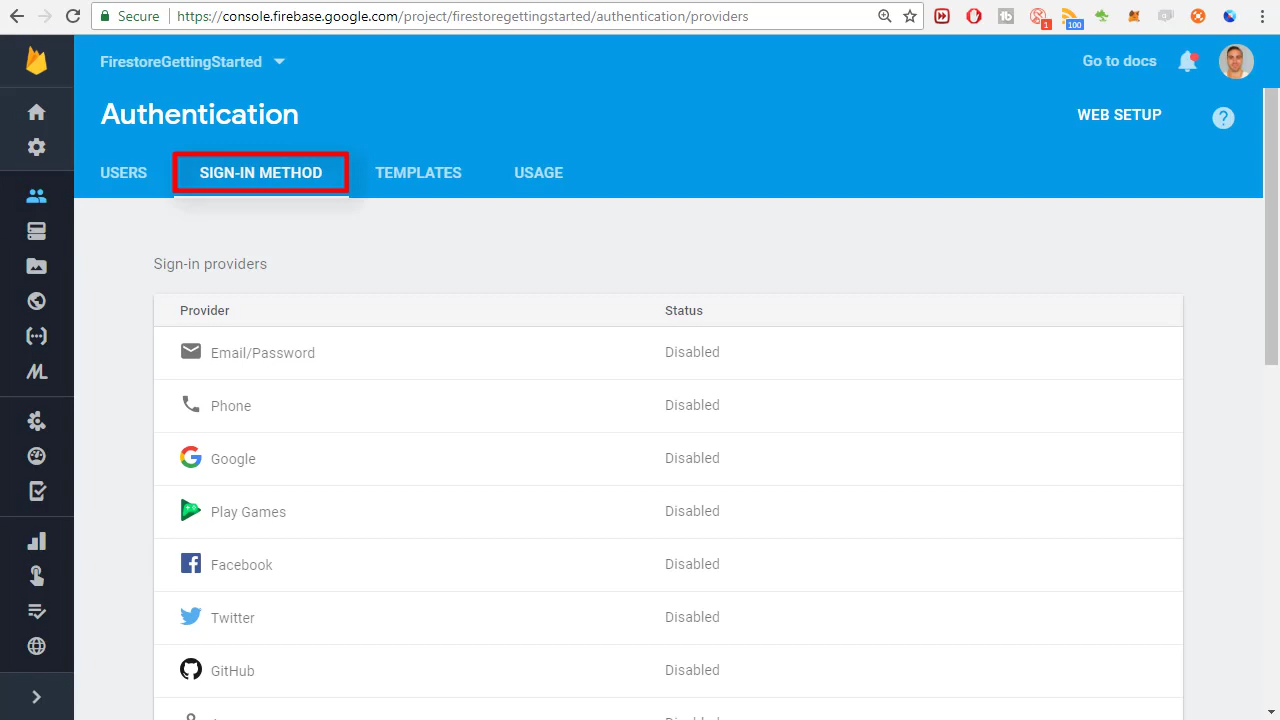 Secure https://console.firebase.google.com/project/firestoregettingstarted/authentication/providers
1
100
FirestoreGettingStarted
Go to docs
Authentication
WEB SETUP
?
USERS
SIGN-IN METHOD
TEMPLATES
USAGE
Sign-in providers
Provider Status
Email/Password Disabled
Phone Disabled
Google Disabled
Play Games Disabled
Facebook Disabled
Twitter Disabled
GitHub Disabled